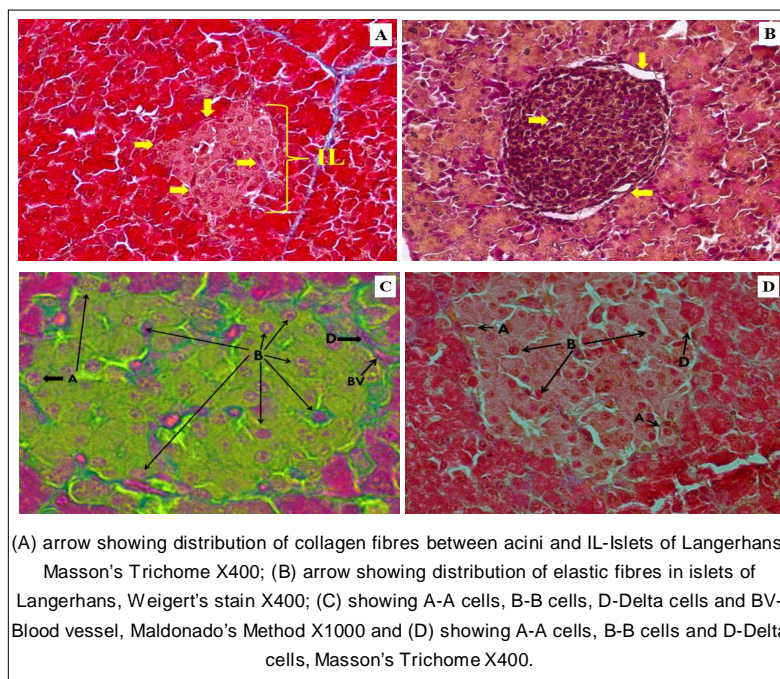 A
IL
B
C
A
B
D
BV
D
A
B
D
A
(A) arrow showing distribution of collagen fibres between acini and IL-Islets of Langerhans
Masson's Trichome X400; (B) arrow showing distribution of elastic fibres in islets of
Langerhans, Weigert's stain X400; (C) showing A-A cells, B-B cells, D-Delta cells and BV-
Blood vessel, Maldonado's Method X1000 and (D) showing A-A cells, B-B cells and D-Delta
cells, Masson's Trichome X400.